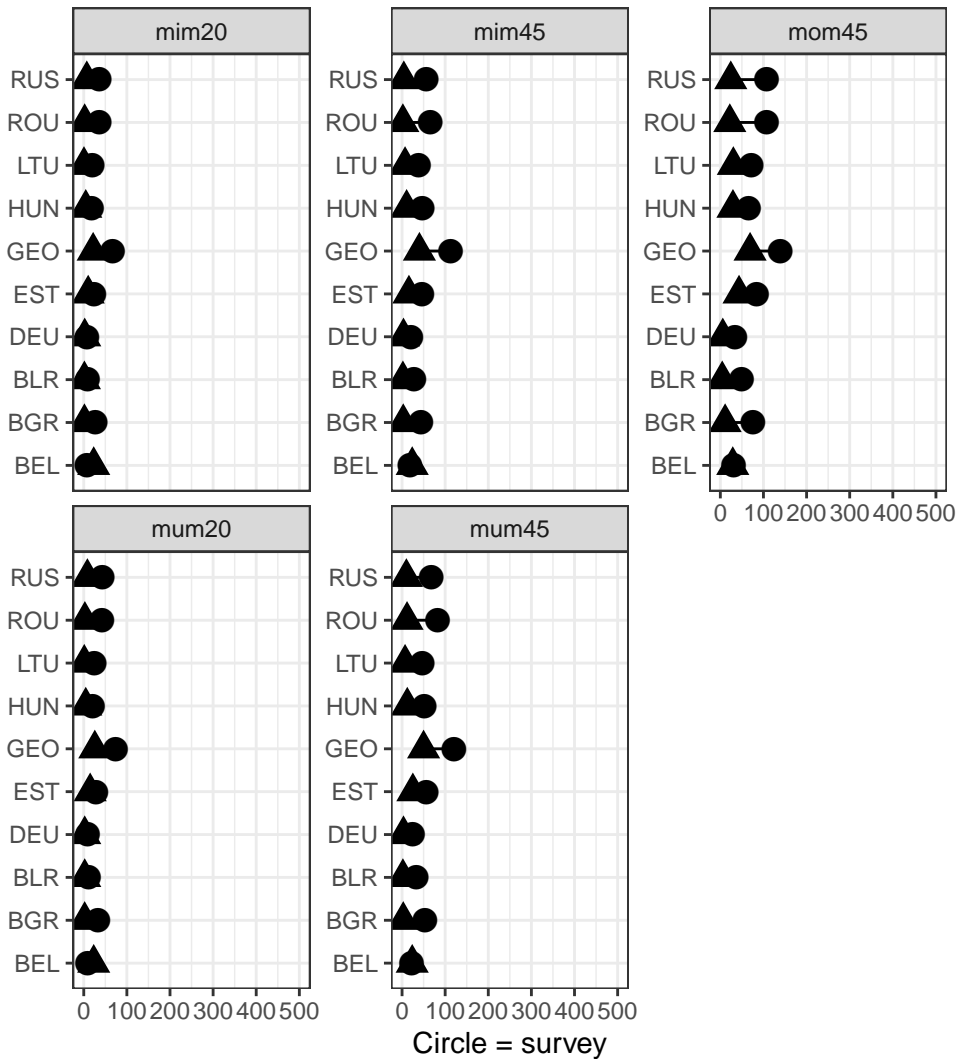 mim20
mim45
mom45
RUS
ROU
LTU
HUN
GEO
EST
DEU
BLR
BGR
BEL
RUS
ROU
LTU
HUN
GEO
EST
DEU
BLR
BGR
BEL
RUS
ROU
LTU
HUN
GEO
EST
DEU
BLR
BGR
BEL
0 100 200 300 400 500
mum20
mum45
RUS
ROU
LTU
HUN
GEO
EST
DEU
BLR
BGR
BEL
RUS
ROU
LTU
HUN
GEO
EST
DEU
BLR
BGR
BEL
0 100 200 300 400 500
0 100 200 300 400 500
Circle = survey